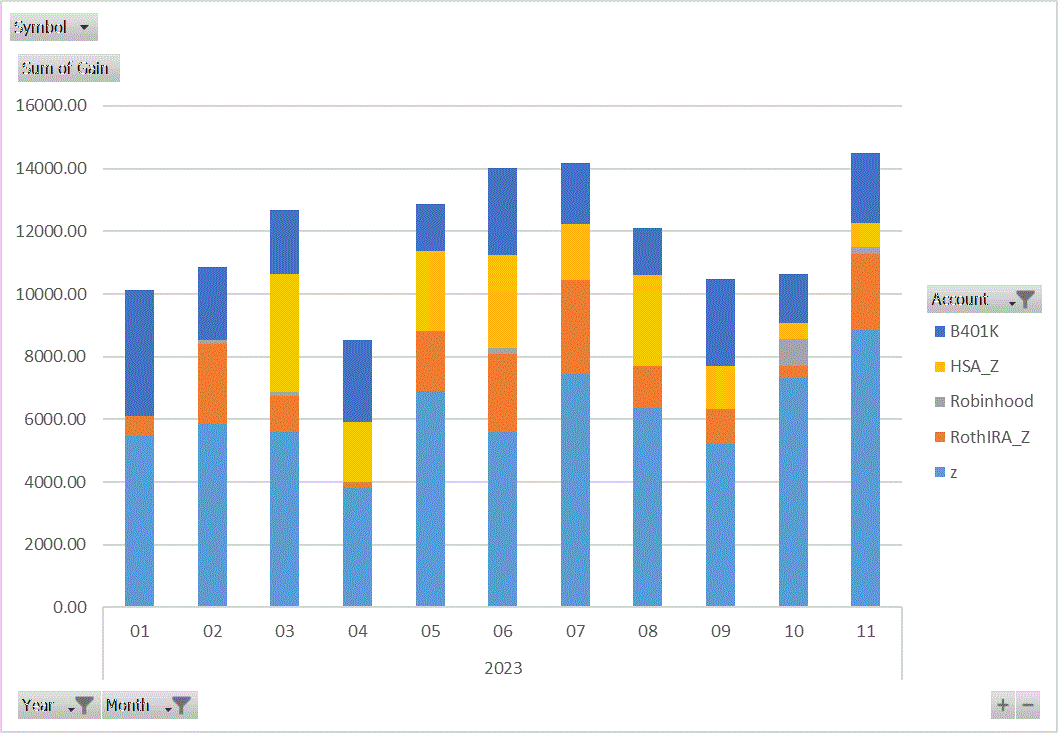 Symbol
Sum of Gain
16000.00
14000.00
12000.00
10000.00
8000.00
6000.00
4000.00
2000.00
0.00
01 02 03 04 05 06 07 08 09 10 11
2023
Account
B401K
HSA_Z
Robinhood
RothIRA_Z
z
Year Month
+ −